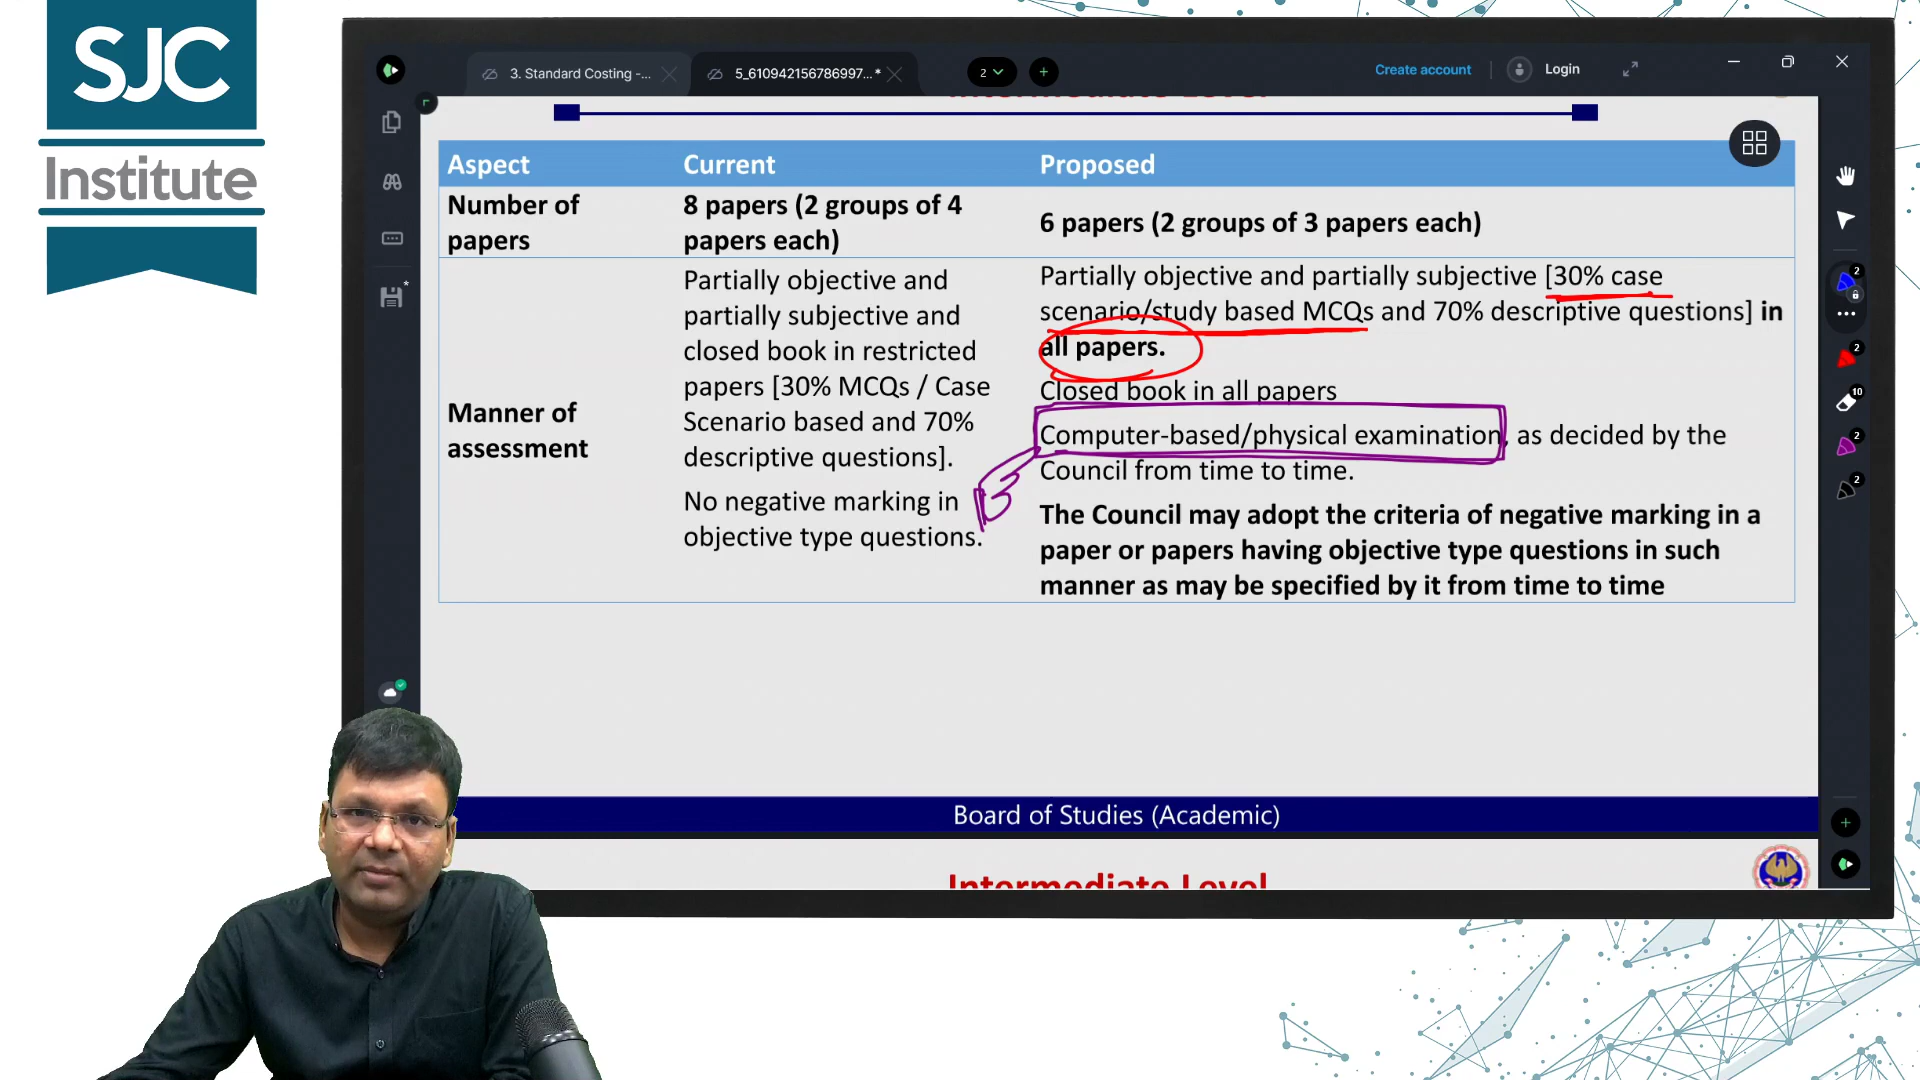 SJC
Institute
3. Standard Costing -...
5_610942156786997... *
2
Create account
Login
Aspect
Current
Proposed
Number of
papers
8 papers (2 groups of 4
papers each)
6 papers (2 groups of 3 papers each)
Manner of
assessment
Partially objective and
partially subjective and
closed book in restricted
papers [30% MCQs / Case
Scenario based and 70%
descriptive questions].
No negative marking in
objective type questions.
Partially objective and partially subjective [30% case
scenario/study based MCQs and 70% descriptive questions] in
all papers.
Closed book in all papers
Computer-based/physical examination, as decided by the
Council from time to time.
The Council may adopt the criteria of negative marking in a
paper or papers having objective type questions in such
manner as may be specified by it from time to time
Board of Studies (Academic)
Intermediate Level
2
2
10
2
2